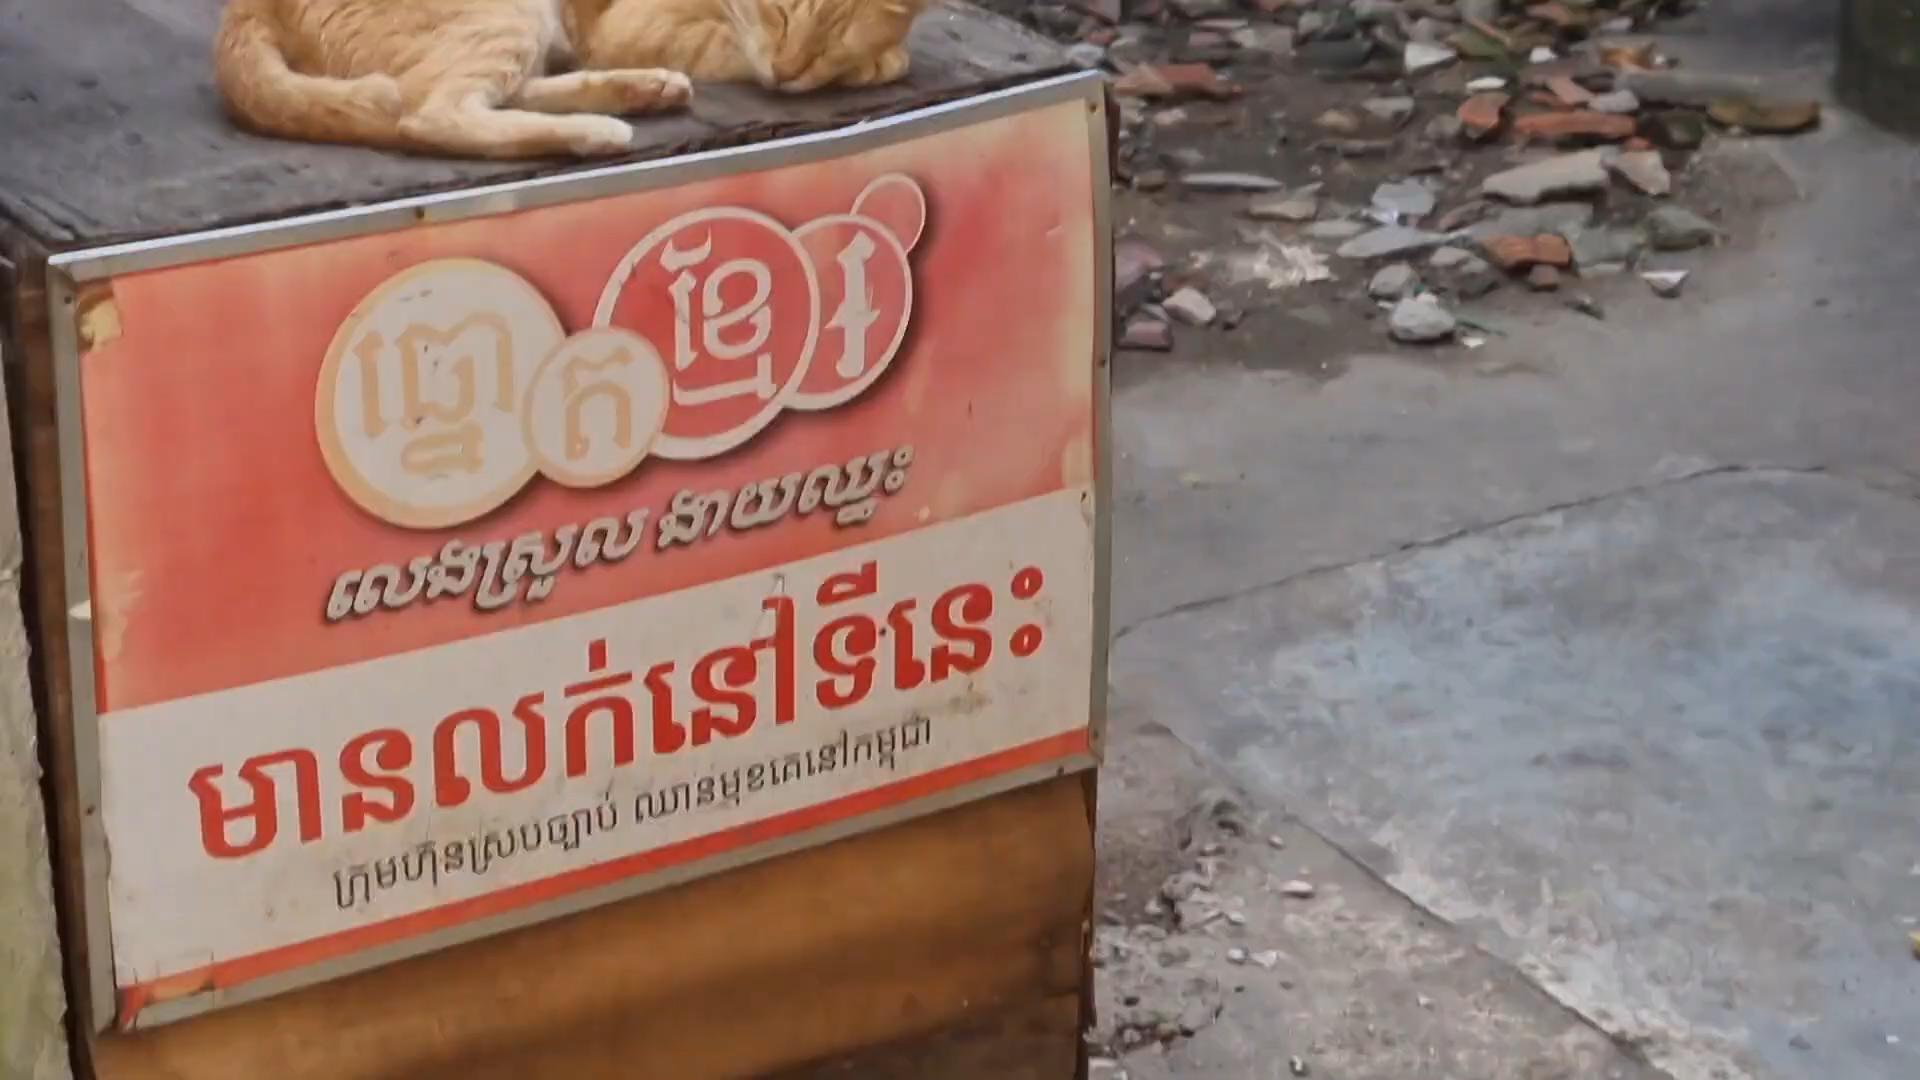 ឆ្នោតខ្មែរ
លេងស្រួល ងាយឈ្នះ
មានលក់នៅទីនេះ
ក្រុមហ៊ុនស្របច្បាប់ ឈានមុខគេនៅកម្ពុជា